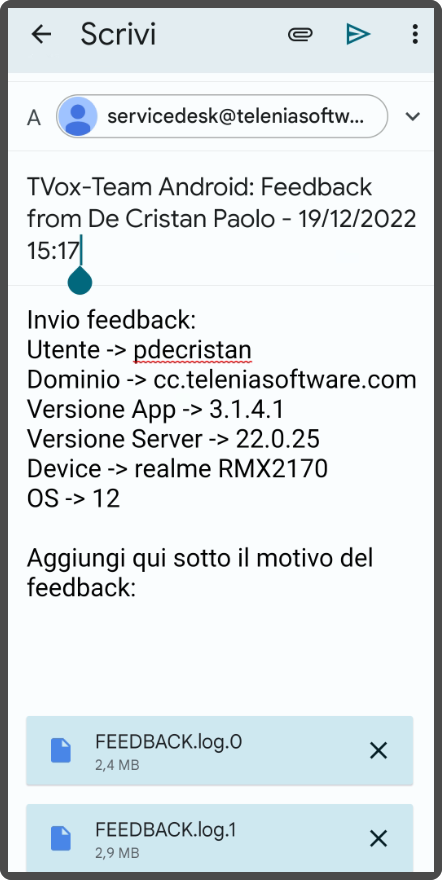 Scrivi
A servicedesk@teleniasoftw...
TVox-Team Android: Feedback
from De Cristan Paolo - 19/12/2022
15:17
Invio feedback:
Utente -> pdecristan
Dominio -> cc.teleniasoftware.com
Versione App -> 3.1.4.1
Versione Server -> 22.0.25
Device -> realme RMX2170
OS -> 12
Aggiungi qui sotto il motivo del
feedback:
FEEDBACK.log.0
2,4 MB
FEEDBACK.log.1
2,9 MB